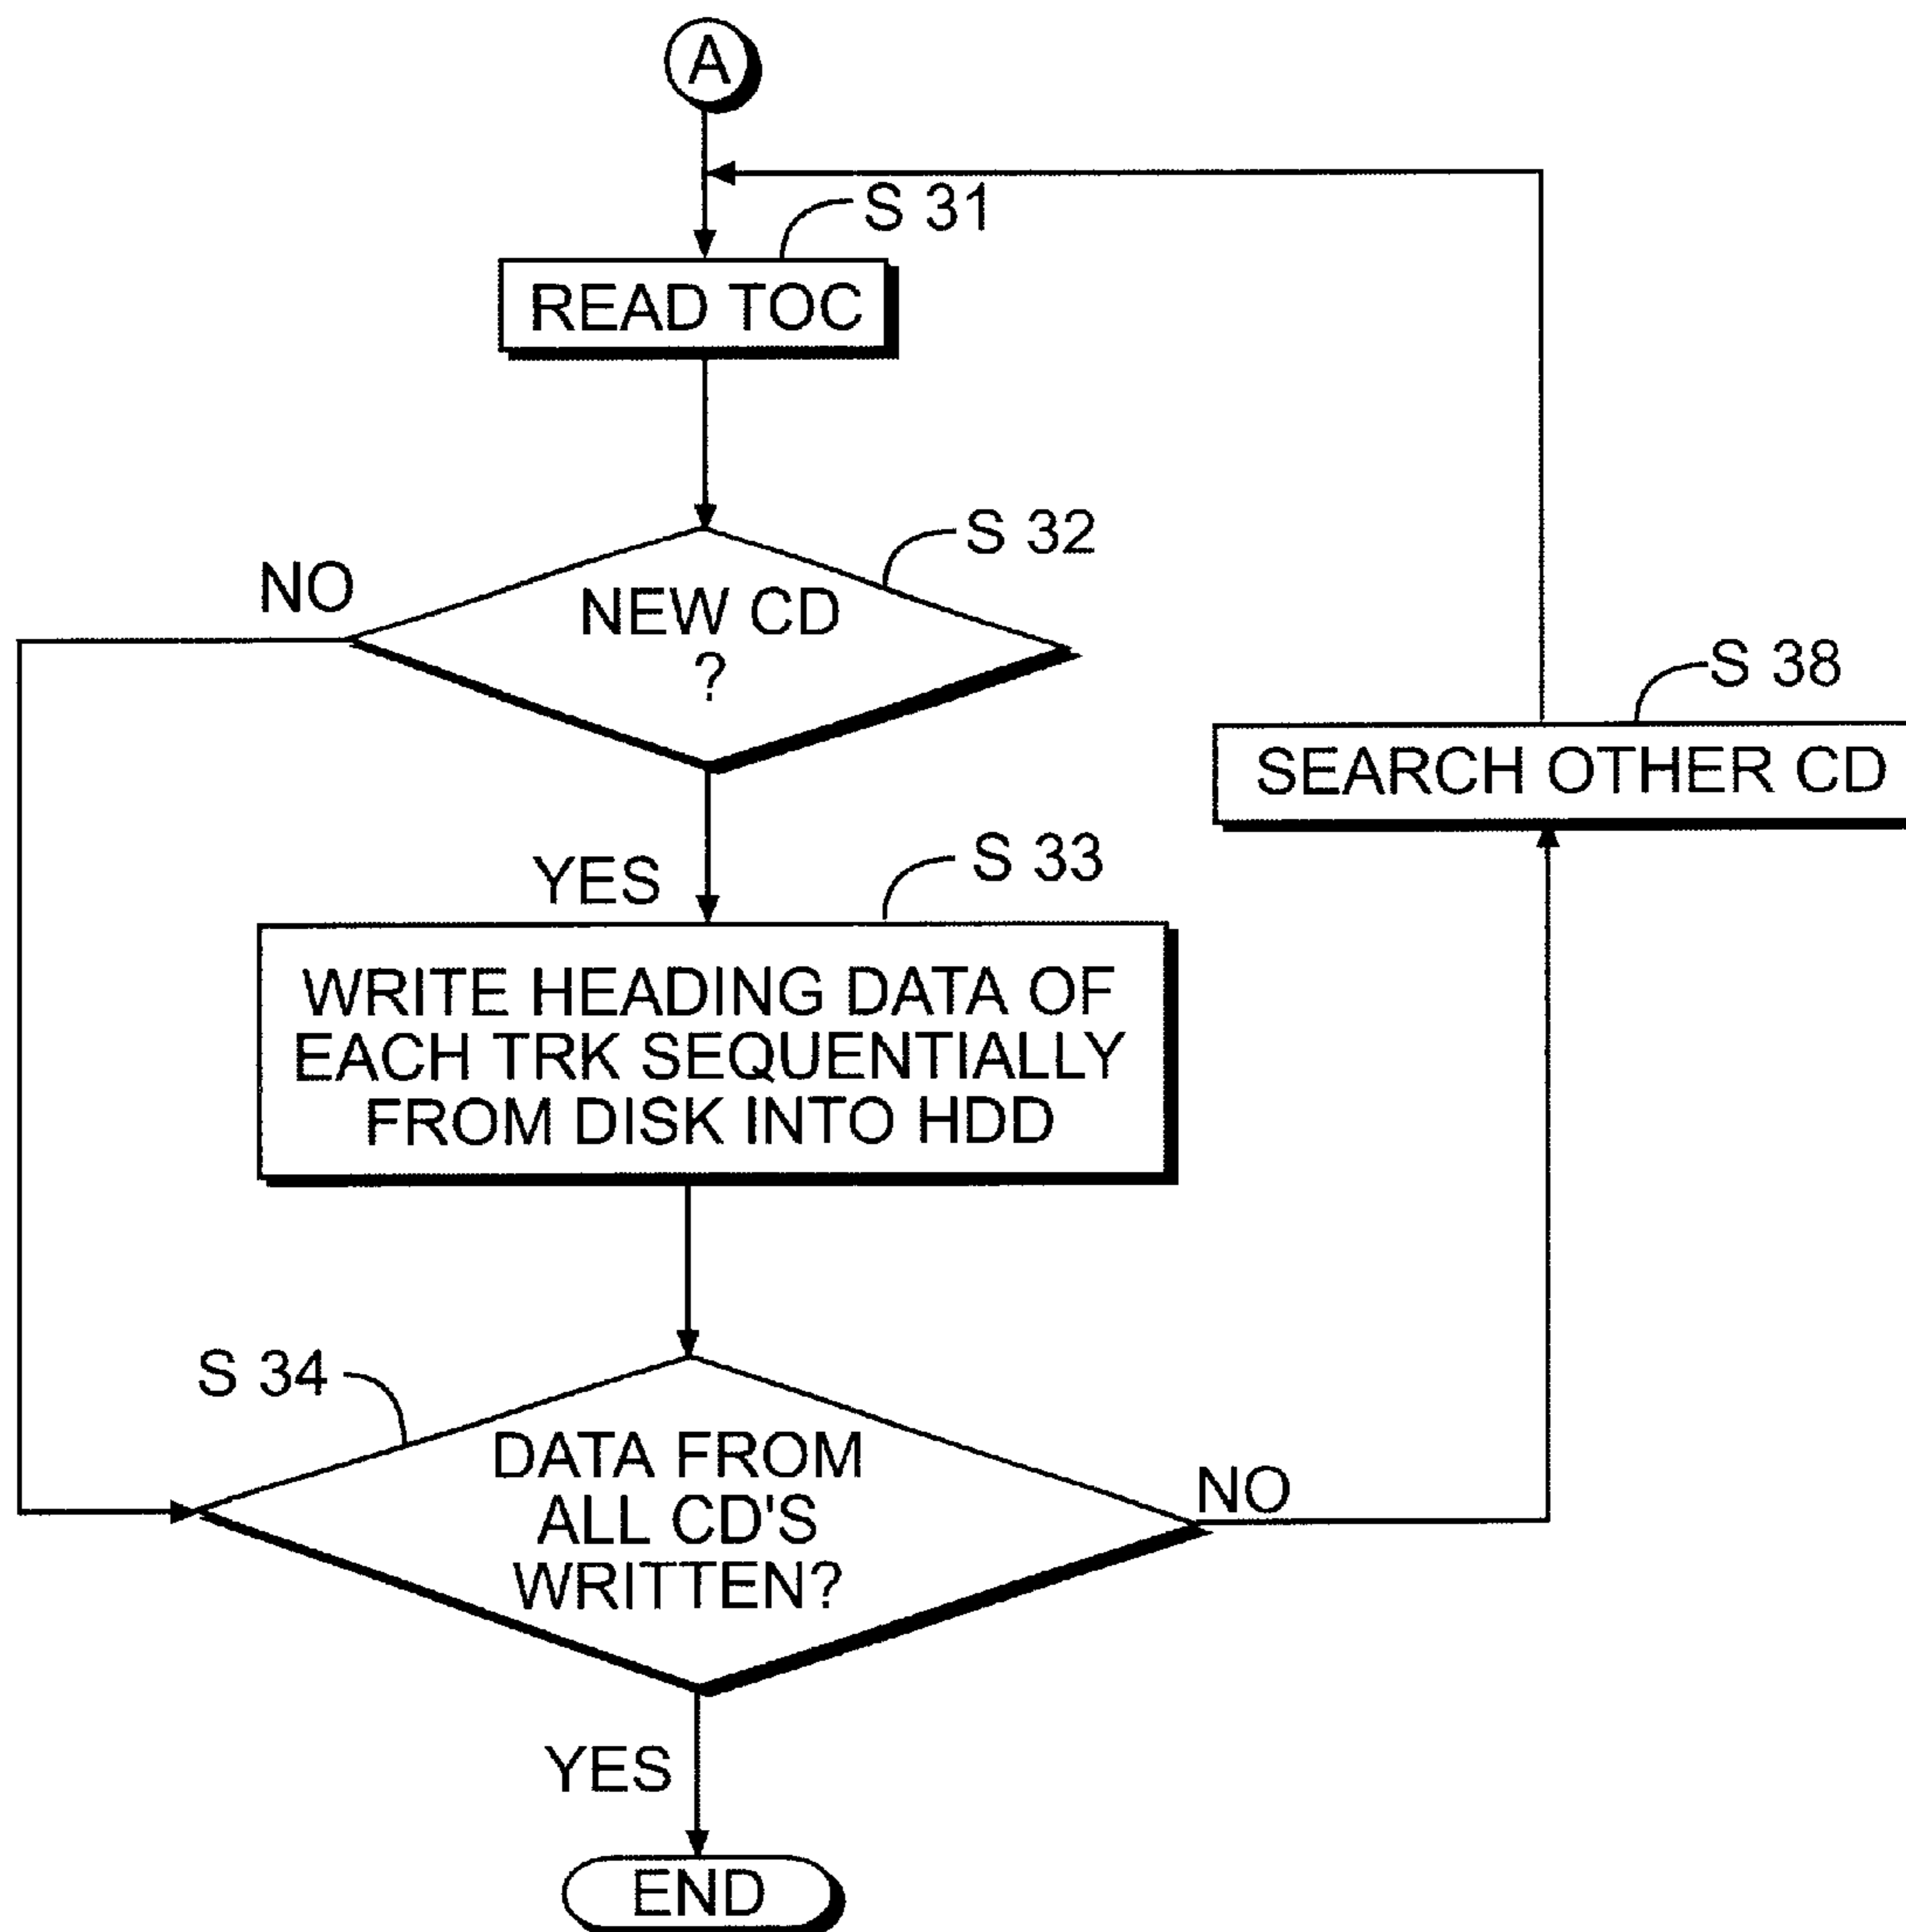 A
S 31
READ TOC
S 32
NO
NEW CD
?
S 38
SEARCH OTHER CD
YES
S 33
WRITE HEADING DATA OF
EACH TRK SEQUENTIALLY
FROM DISK INTO HDD
S 34
DATA FROM
ALL CD'S
WRITTEN?
NO
YES
END